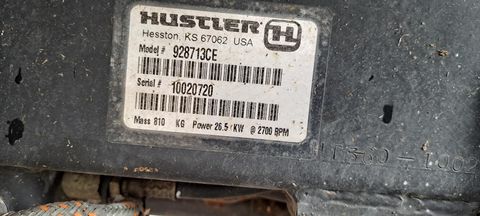 HUSTLER
H
Hesston, KS 67062 USA
Model # 928713CE
Serial # 10020720
Mass 810 KG Power 26.5 KW @ 2700 RPM